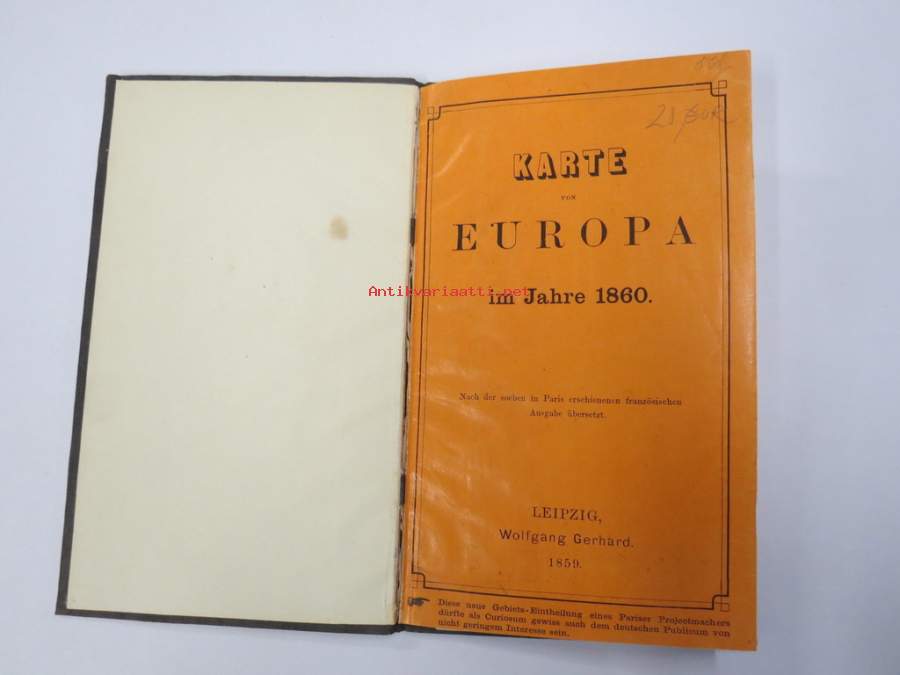 KARTE
VON
EUROPA
im Jahre 1860.
Antikvariaatti.net
Nach der soeben in Paris erschienenen französischen
Ausgabe übersetzt.
LEIPZIG,
Wolfgang Gerhard.
1859.
Diese neue Gebiets-Eintheilung eines Pariser Projectmachers
dürfte als Curiosum gewiss auch dem deutschen Publicum von
nicht geringem Interesse sein.